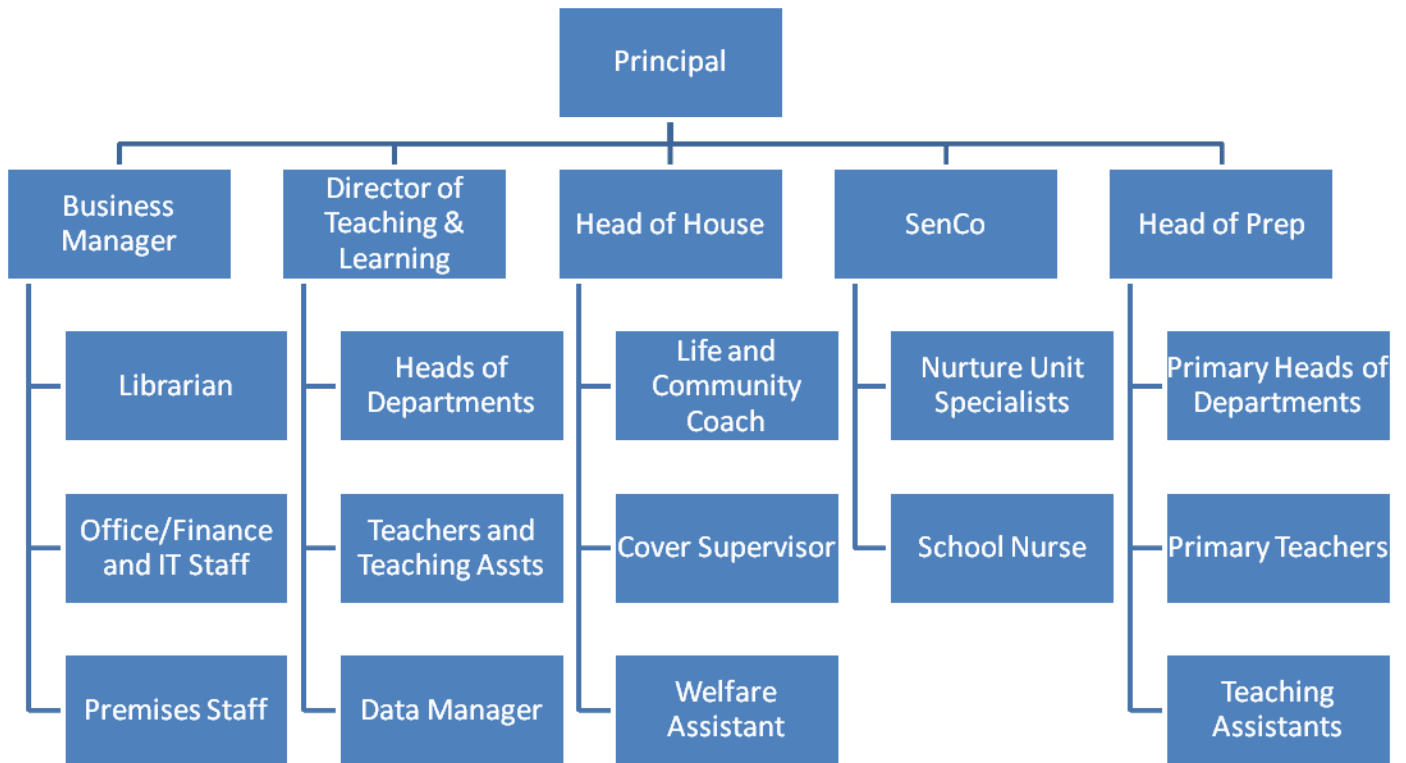 Principal
Business
Manager
Director of
Teaching &
Learning
Head of House
SenCo
Head of Prep
Librarian
Heads of
Departments
Life and
Community
Coach
Nurture Unit
Specialists
Primary Heads of
Departments
Office/Finance
and IT Staff
Teachers and
Teaching Assts
Cover Supervisor
School Nurse
Primary Teachers
Premises Staff
Data Manager
Welfare
Assistant
Teaching
Assistants